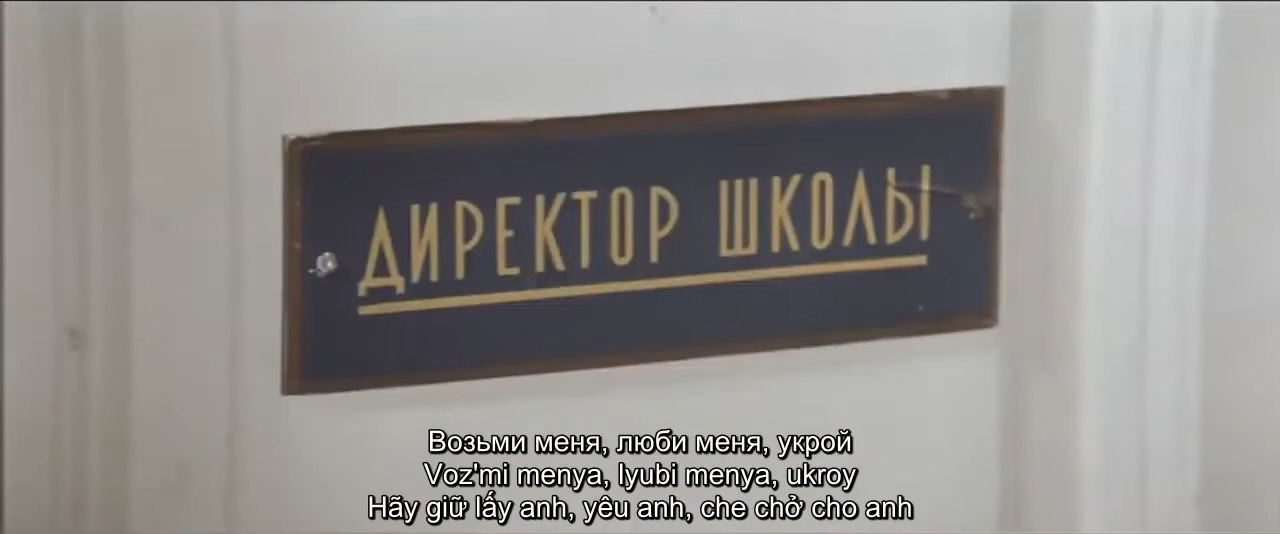 ДИРЕКТОР ШКОЛЫ
Возьми меня, люби меня, укрой
Voz'mi menya, lyubi menya, ukroy
Hãy giữ lấy anh, yêu anh, che chở cho anh